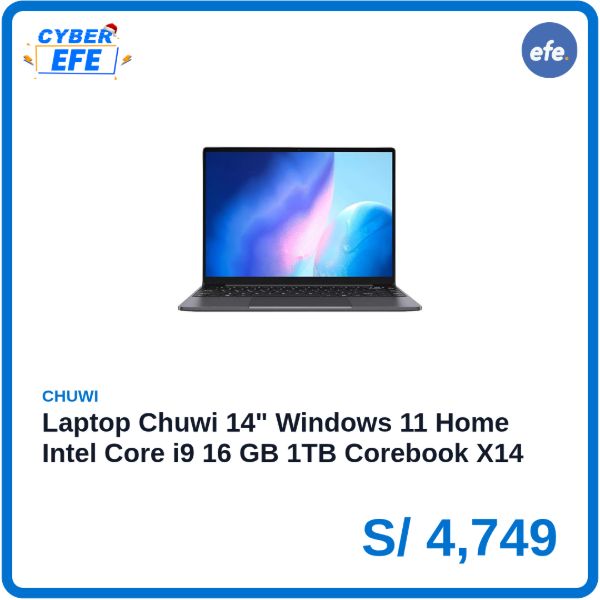 CYBER
EFE
efe.
CHUWI
Laptop Chuwi 14" Windows 11 Home
Intel Core i9 16 GB 1TB Corebook X14
S/ 4,749